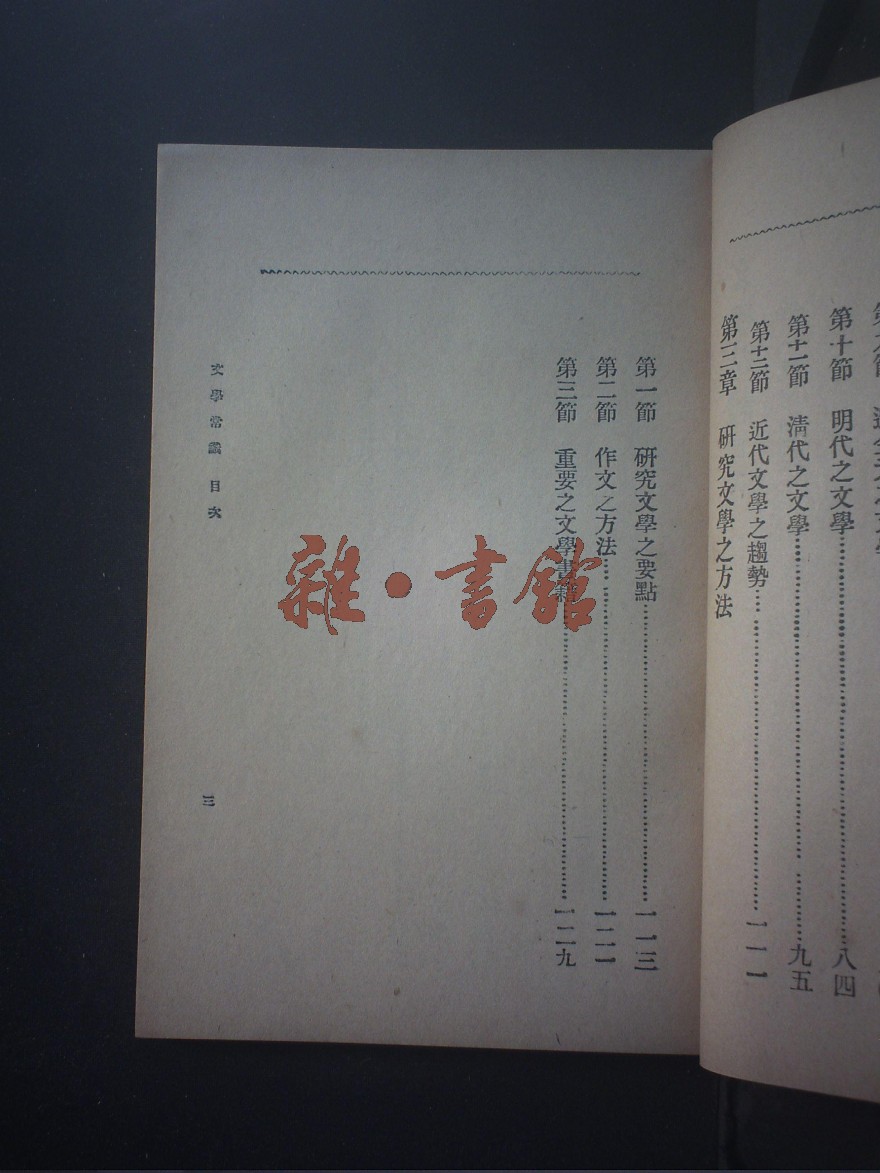 第十節　明代之文學……八四
第十一節　清代之文學……九五
第十二節　近代文學之趨勢……一一一
第三章　研究文學之方法
第一節　研究文學之要點……一一三
第二節　作文之方法……一二一
第三節　重要之文學書籍……一二九
文學常識　目次
三
雜·書館